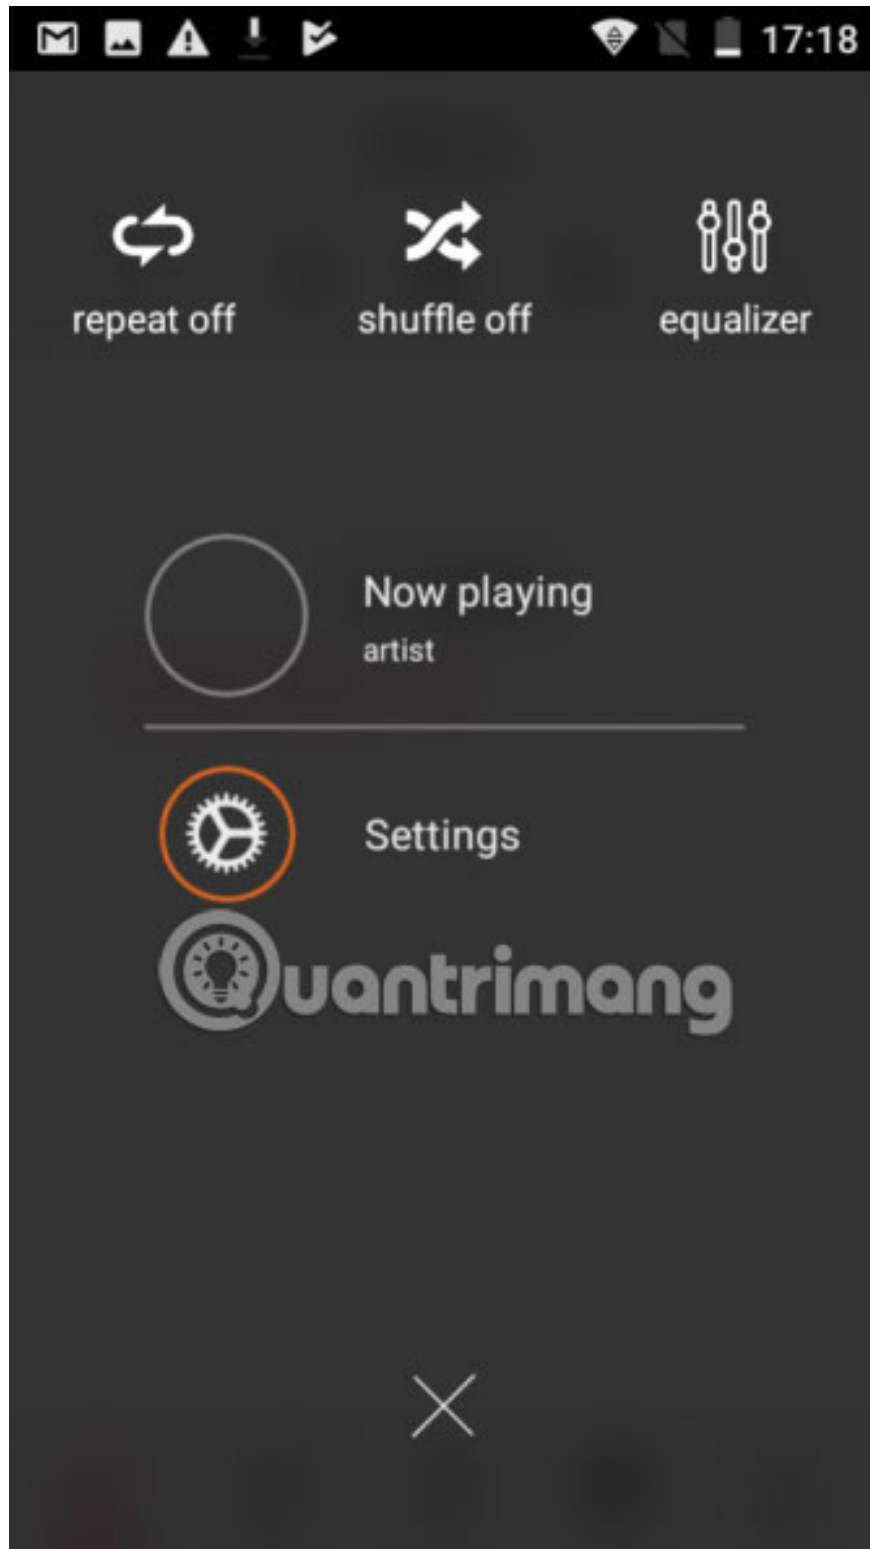 17:18
repeat off
shuffle off
equalizer
Now playing
artist
Settings
Quantrimang